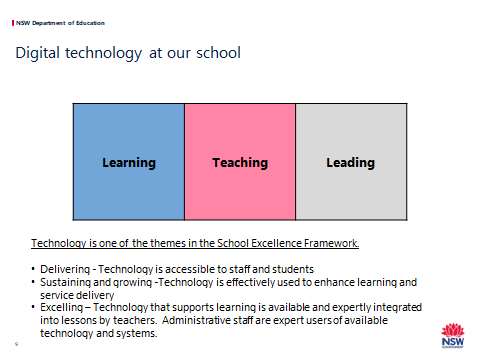 NSW Department of Education
Digital technology at our school
Learning Teaching Leading
Technology is one of the themes in the School Excellence Framework.
• Delivering - Technology is accessible to staff and students
• Sustaining and growing -Technology is effectively used to enhance learning and
service delivery
• Excelling – Technology that supports learning is available and expertly integrated
into lessons by teachers. Administrative staff are expert users of available
technology and systems.
9
NSW